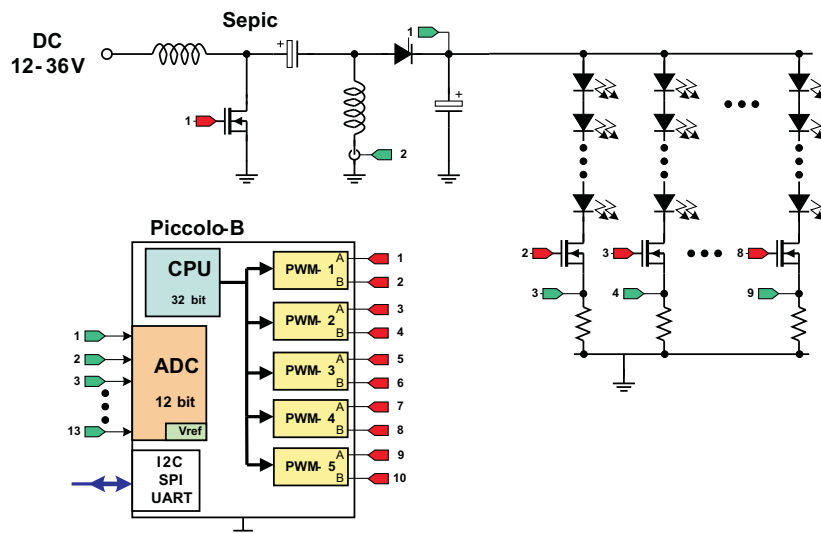 Sepic
DC
12-36V
+
1
+
1
2
2
3
8
3
4
9
Piccolo-B
CPU
32 bit
PWM- 1
A
B
1
2
PWM- 2
A
B
3
4
PWM- 3
A
B
5
6
PWM- 4
A
B
7
8
PWM- 5
A
B
9
10
1
2
3
13
ADC
12 bit
Vref
I2C
SPI
UART